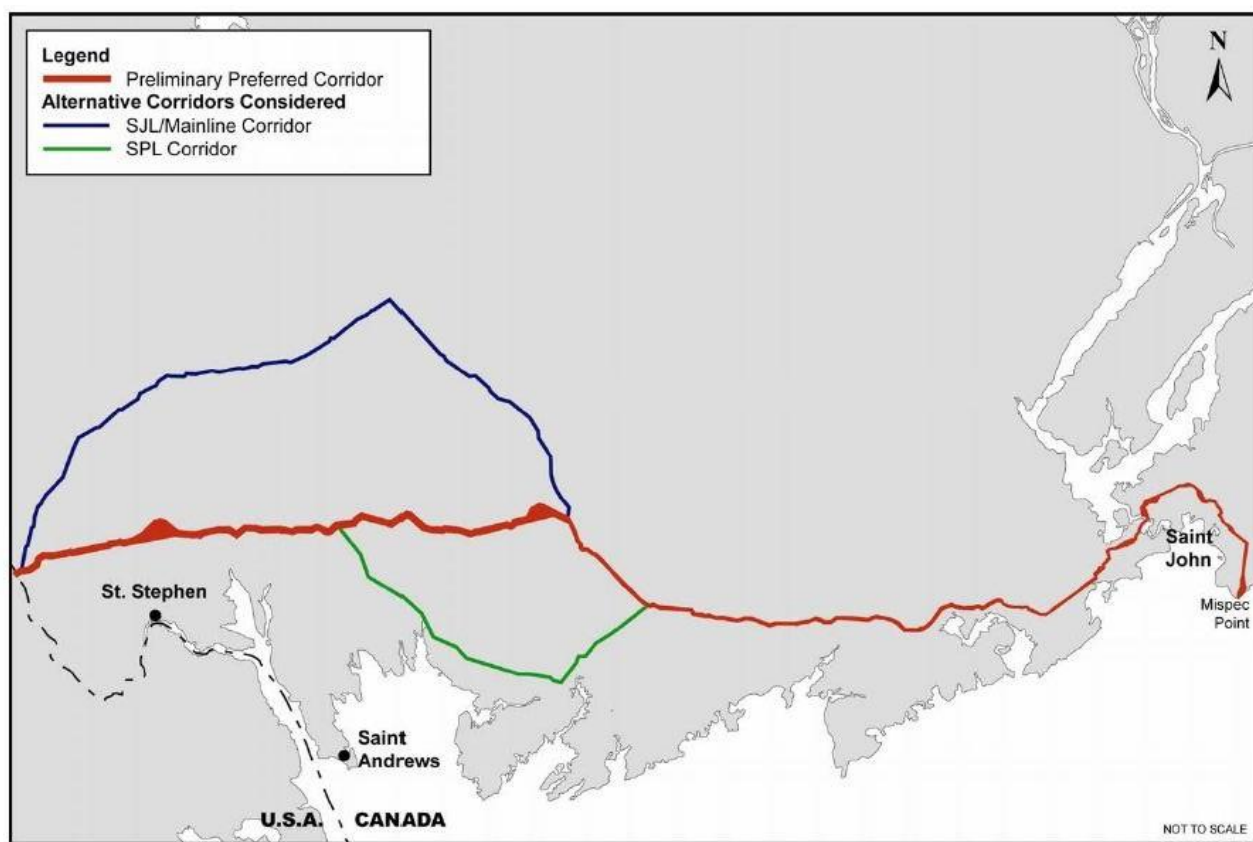 Legend
Preliminary Preferred Corridor
Alternative Corridors Considered
SJL/Mainline Corridor
SPL Corridor
N
St. Stephen
Saint
John
Mispec
Point
Saint
Andrews
U.S.A. CANADA
NOT TO SCALE